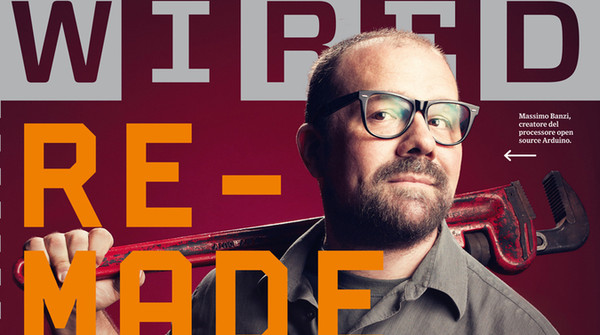 WIRED
Massimo Banzi,
creatore del
processore open
source Arduino.
RE-
MADE